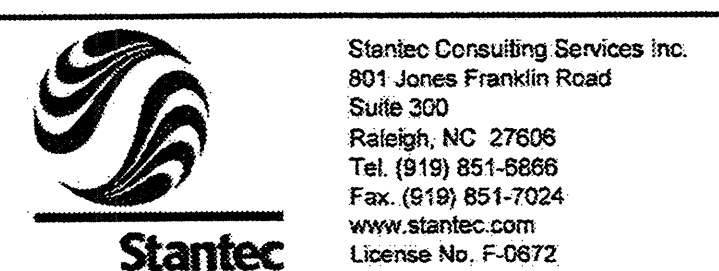 Stantec
Stantec Consulting Services Inc.
801 Jones Franklin Road
Suite 300
Raleigh, NC 27606
Tel. (919) 851-6866
Fax. (919) 851-7024
www.stantec.com
License No. F-0672